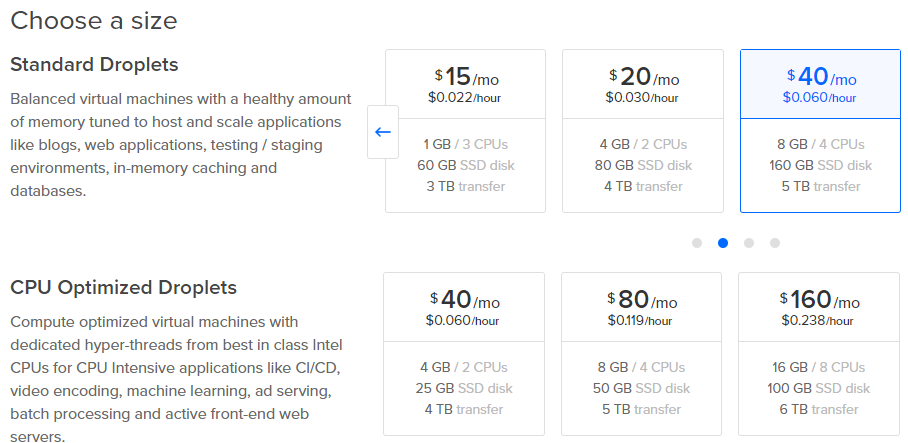 Choose a size
Standard Droplets
Balanced virtual machines with a healthy amount
of memory tuned to host and scale applications
like blogs, web applications, testing / staging
environments, in-memory caching and
databases.
$15/mo
$0.022/hour
1 GB / 3 CPUs
60 GB SSD disk
3 TB transfer
$20/mo
$0.030/hour
4 GB / 2 CPUs
80 GB SSD disk
4 TB transfer
$40/mo
$0.060/hour
8 GB / 4 CPUs
160 GB SSD disk
5 TB transfer
CPU Optimized Droplets
Compute optimized virtual machines with
dedicated hyper-threads from best in class Intel
CPUs for CPU Intensive applications like CI/CD,
video encoding, machine learning, ad serving,
batch processing and active front-end web
servers.
$40/mo
$0.060/hour
4 GB / 2 CPUs
25 GB SSD disk
4 TB transfer
$80/mo
$0.119/hour
8 GB / 4 CPUs
50 GB SSD disk
5 TB transfer
$160/mo
$0.238/hour
16 GB / 8 CPUs
100 GB SSD disk
6 TB transfer